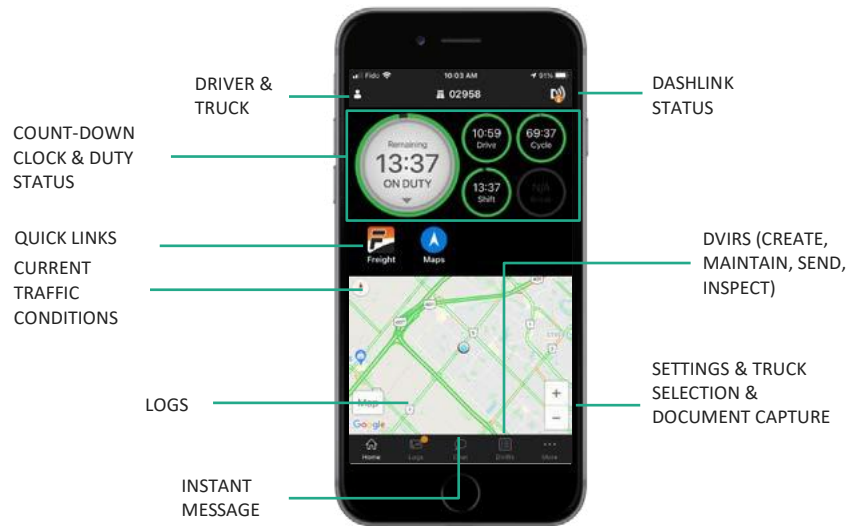 DRIVER &
TRUCK
DASHLINK
STATUS
COUNT-DOWN
CLOCK & DUTY
STATUS
QUICK LINKS
CURRENT
TRAFFIC
CONDITIONS
DVIRS (CREATE,
MAINTAIN, SEND,
INSPECT)
LOGS
SETTINGS & TRUCK
SELECTION &
DOCUMENT CAPTURE
INSTANT
MESSAGE
Fido
10:03 AM
91%
02958
Remaining
13:37
ON DUTY
10:59
Drive
69:37
Cycle
13:37
Shift
N/A
Freight
Maps
Map
Google
+
−
Home
Logs
Dvirs
More